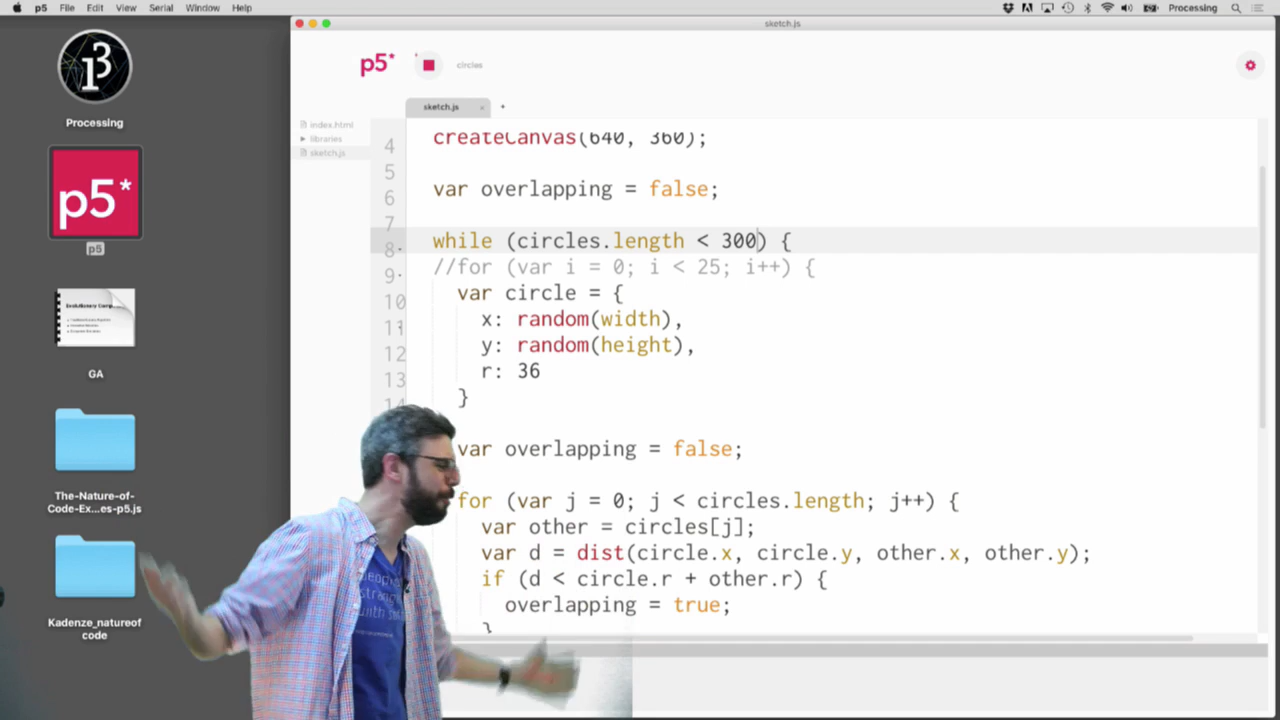 p5 File Edit View Serial Window Help
Processing
sketch.js
p5*
circles
sketch.js × +
index.html
libraries
sketch.js
Processing
p5*
p5
GA
The-Nature-of-
Code-Ex...es-p5.js
Kadenze_natureof
code
4 createCanvas(640, 360);
5
6 var overlapping = false;
7
8 while (circles.length < 300) {
9 //for (var i = 0; i < 25; i++) {
10 var circle = {
11 x: random(width),
12 y: random(height),
13 r: 36
14 }
var overlapping = false;
for (var j = 0; j < circles.length; j++) {
var other = circles[j];
var d = dist(circle.x, circle.y, other.x, other.y);
if (d < circle.r + other.r) {
overlapping = true;
}